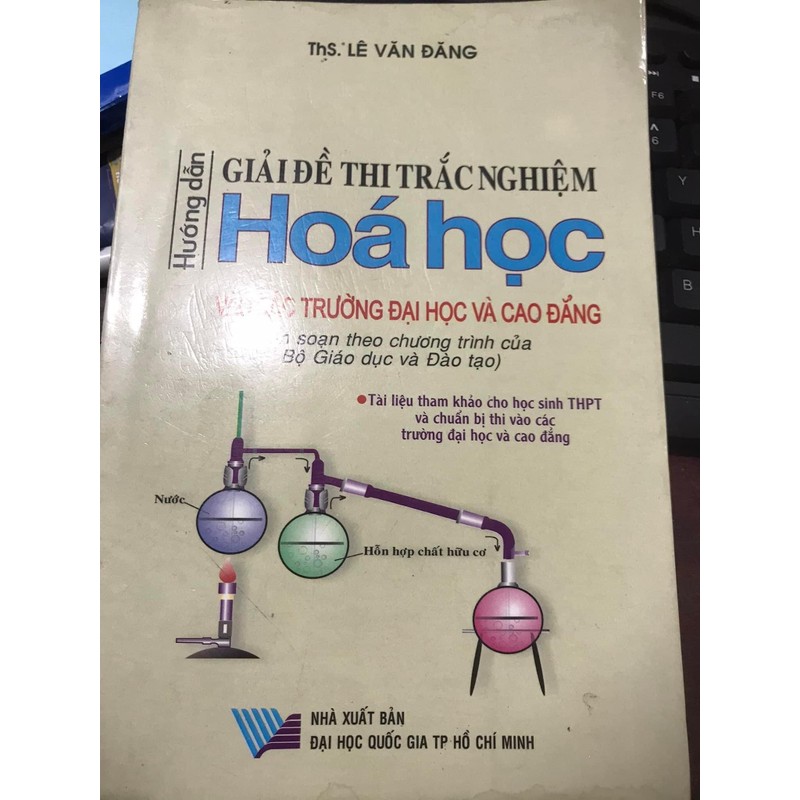 ThS. LÊ VĂN ĐĂNG
Hướng dẫn
GIẢI ĐỀ THI TRẮC NGHIỆM
Hoá học
TRƯỜNG ĐẠI HỌC VÀ CAO ĐẲNG
soạn theo chương trình của
Bộ Giáo dục và Đào tạo)
Tài liệu tham khảo cho học sinh THPT
và chuẩn bị thi vào các
trường đại học và cao đẳng
Nước
Hỗn hợp chất hữu cơ
NHÀ XUẤT BẢN
ĐẠI HỌC QUỐC GIA TP HỒ CHÍ MINH
F6
6
Y
H
B